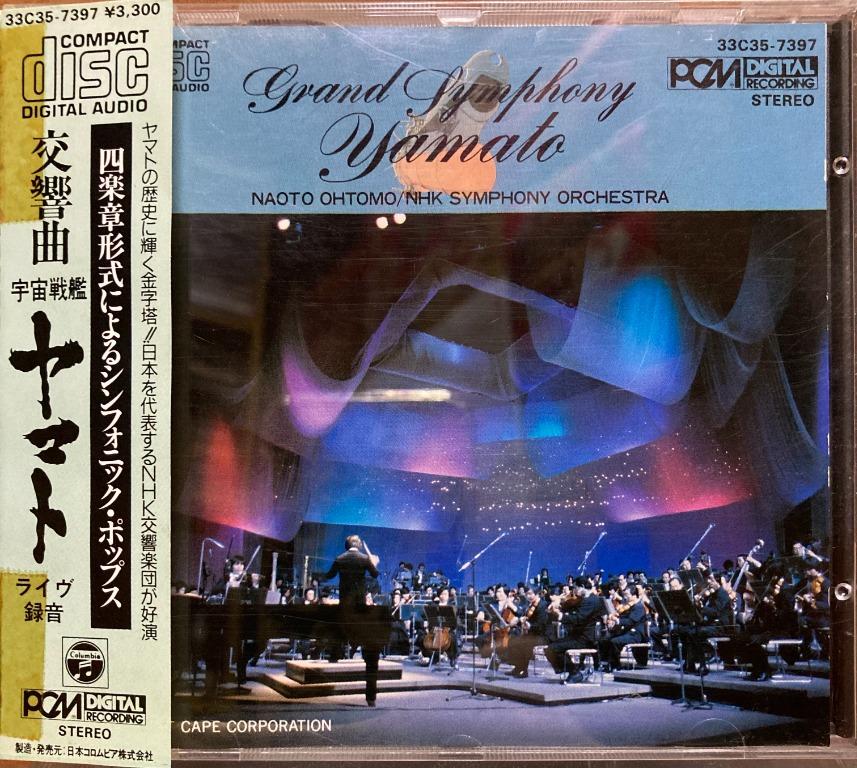 33C35-7397 ¥3,300
COMPACT
disc
DIGITAL AUDIO
交響曲
宇宙戦艦
ヤマト
ライヴ
録音
四楽章形式によるシンフォニック・ポップス
ヤマトの歴史に輝く金字塔!!日本を代表するNHK交響楽団が好演
Columbia
PCM DIGITAL
RECORDING
STEREO
製造・発売元:日本コロムビア株式会社
Grand Symphony
Yamato
NAOTO OHTOMO/NHK SYMPHONY ORCHESTRA
33C35-7397
PCM DIGITAL
RECORDING
STEREO
CAPE CORPORATION